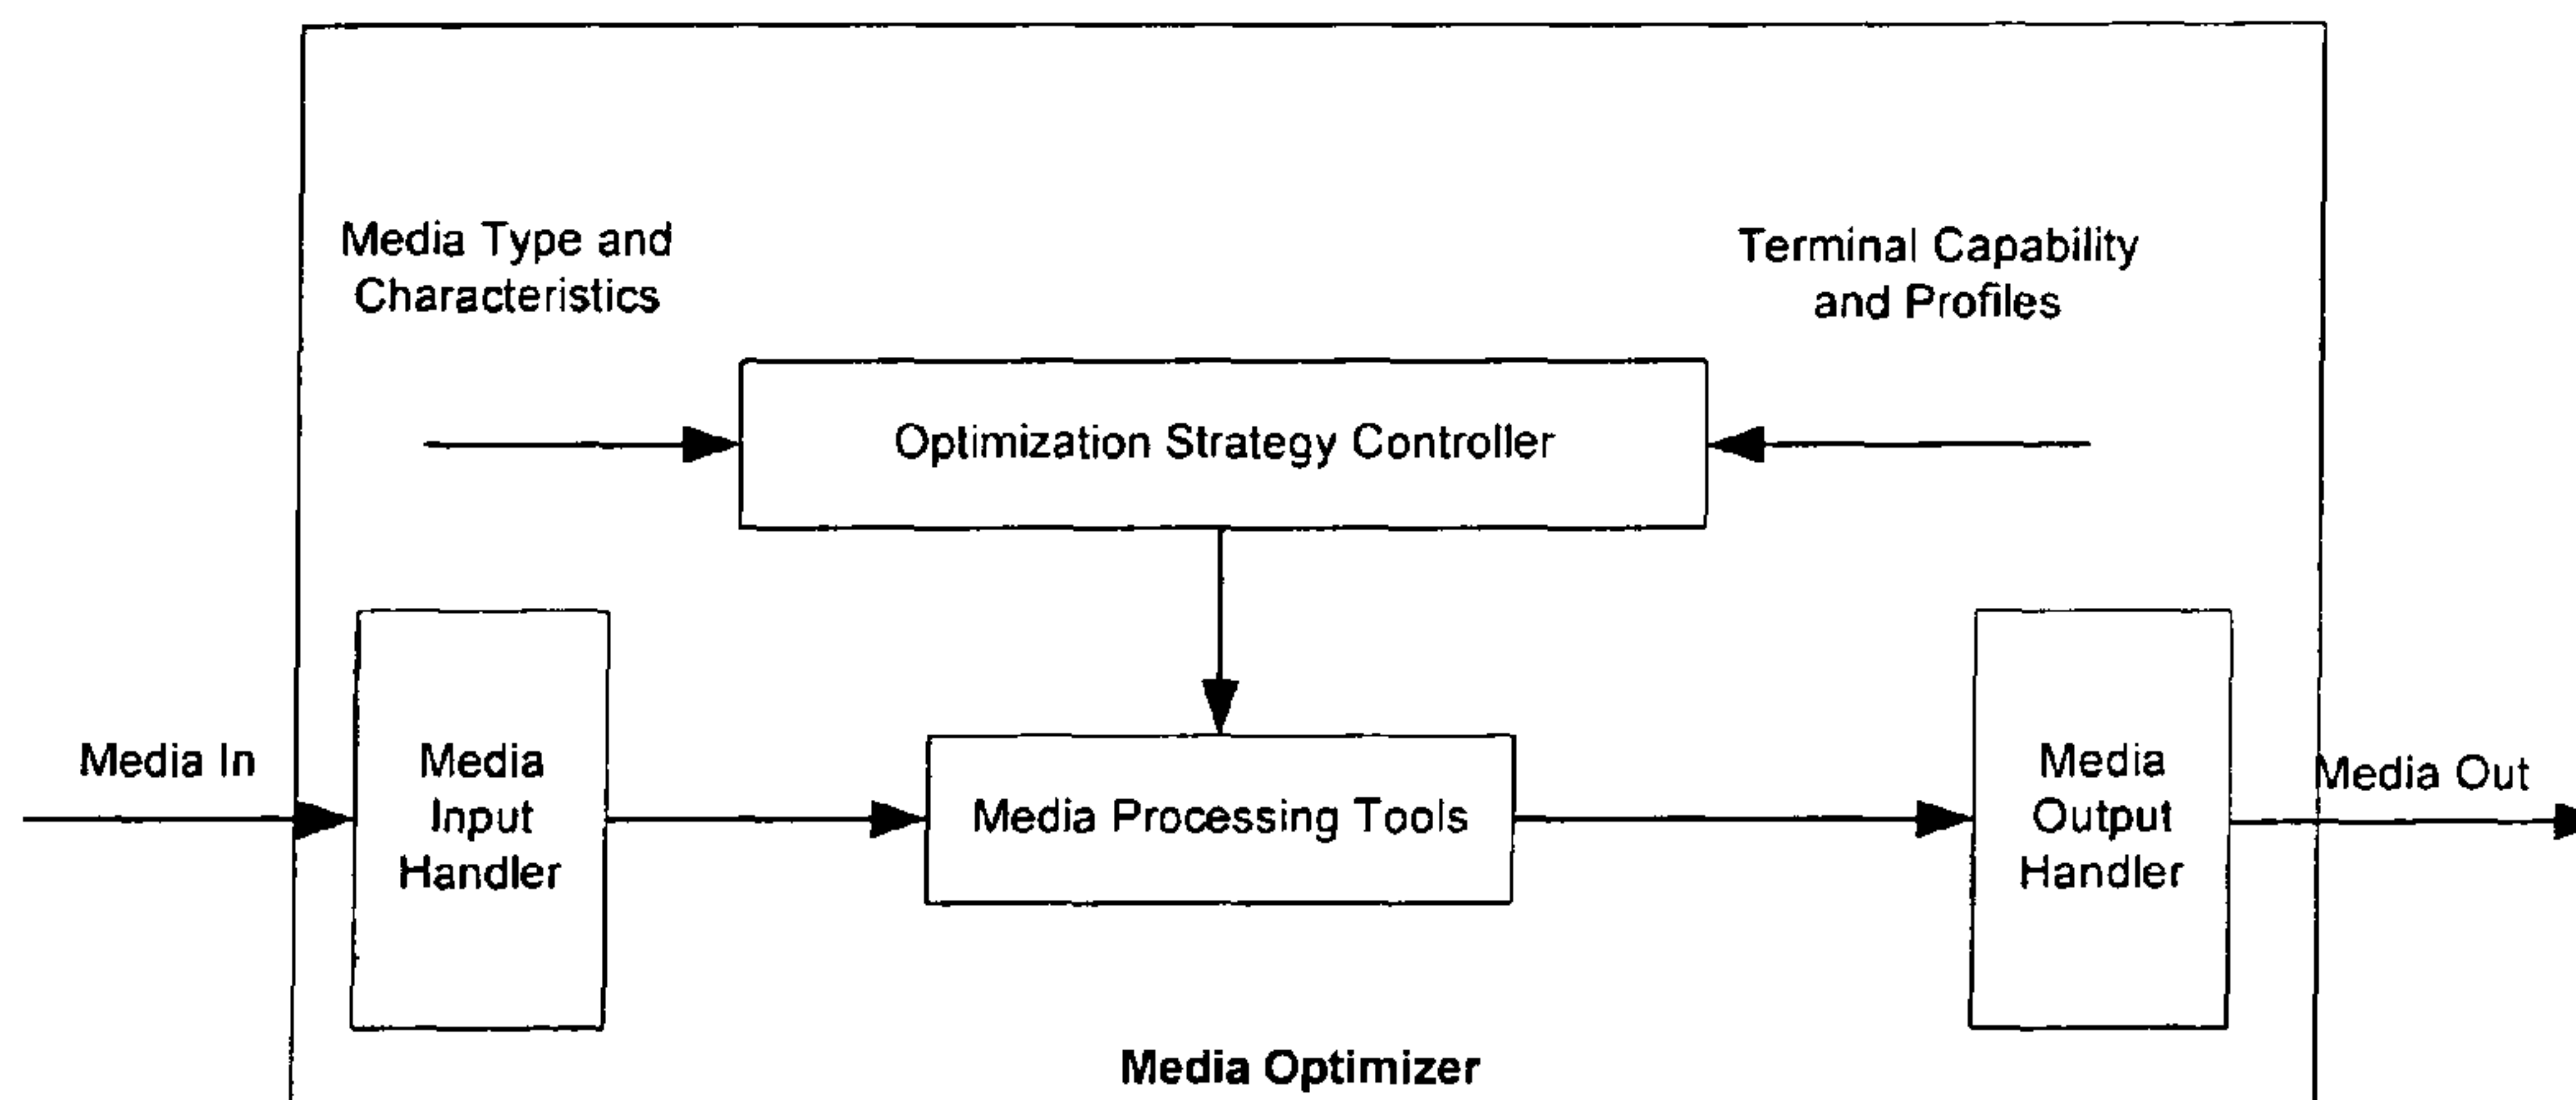 Media Type and
Characteristics
Terminal Capability
and Profiles
Optimization Strategy Controller
Media In
Media
Input
Handler
Media Processing Tools
Media
Output
Handler
Media Out
Media Optimizer